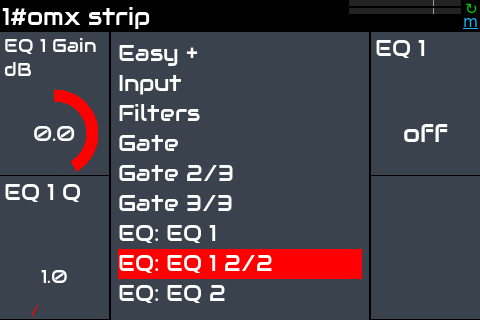 1#omx strip
↻
m
EQ 1 Gain
dB
0.0
EQ 1 Q
1.0
Easy +
Input
Filters
Gate
Gate 2/3
Gate 3/3
EQ: EQ 1
EQ: EQ 1 2/2
EQ: EQ 2
EQ 1
off